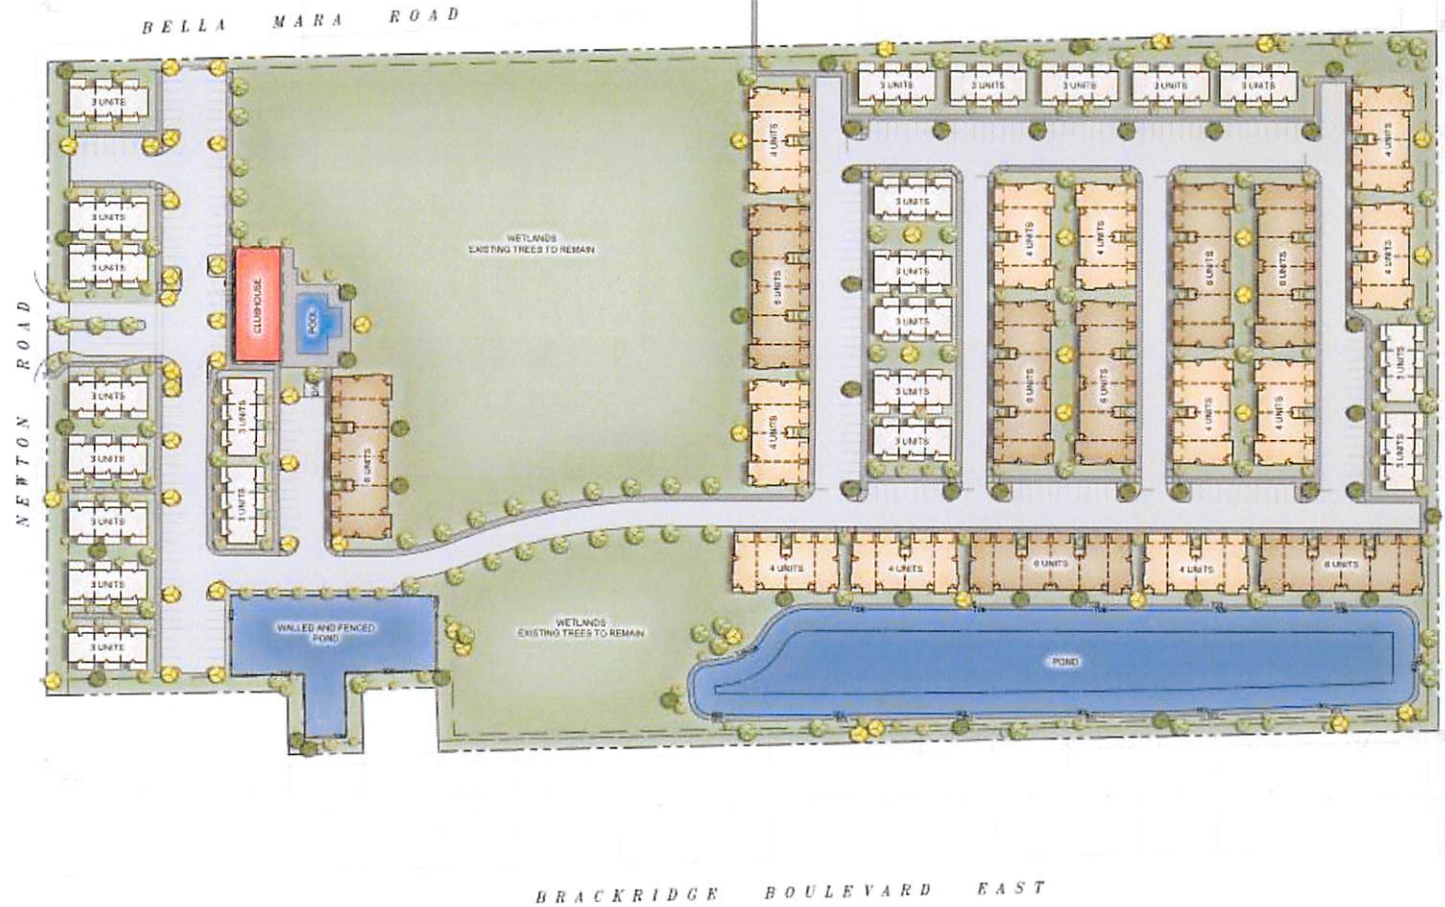 BELLA MARA ROAD
3 UNITS
3 UNITS
3 UNITS
3 UNITS
3 UNITS
3 UNITS
4 UNITS
4 UNITS
3 UNITS
3 UNITS
3 UNITS
WETLANDS
EXISTING TREES TO REMAIN
4 UNITS
4 UNITS
6 UNITS
6 UNITS
4 UNITS
3 UNITS
CLUBHOUSE
POOL
6 UNITS
3 UNITS
3 UNITS
NEWTON ROAD
3 UNITS
3 UNITS
3 UNITS
6 UNITS
6 UNITS
4 UNITS
4 UNITS
4 UNITS
3 UNITS
3 UNITS
3 UNITS
6 UNITS
3 UNITS
3 UNITS
3 UNITS
4 UNITS
4 UNITS
6 UNITS
4 UNITS
6 UNITS
3 UNITS
WALLED AND FENCED
POND
WETLANDS
EXISTING TREES TO REMAIN
3 UNITS
POND
BRACKRIDGE BOULEVARD EAST